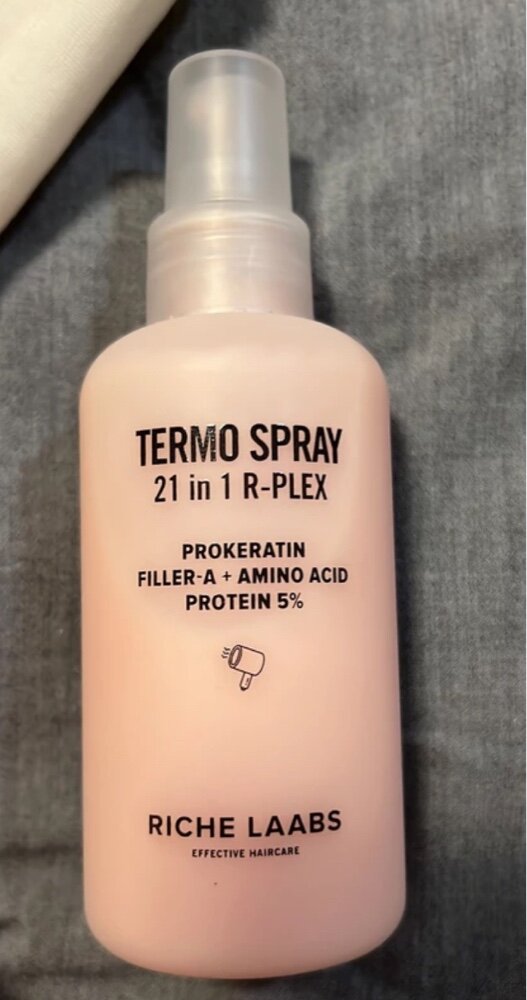 TERMO SPRAY
21 in 1 R-PLEX
PROKERATIN
FILLER-A + AMINO ACID
PROTEIN 5%
RICHE LAABS
EFFECTIVE HAIRCARE